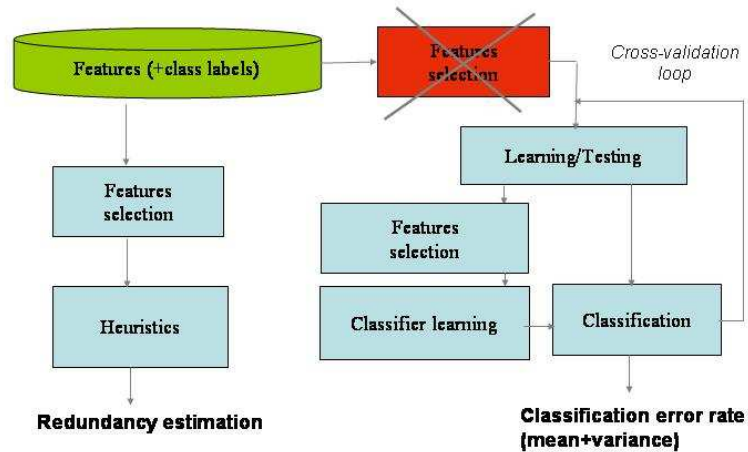 Features (+class labels)
Features
selection
Cross-validation
loop
Learning/Testing
Features
selection
Features
selection
Heuristics
Classifier learning
Classification
Redundancy estimation
Classification error rate
(mean+variance)